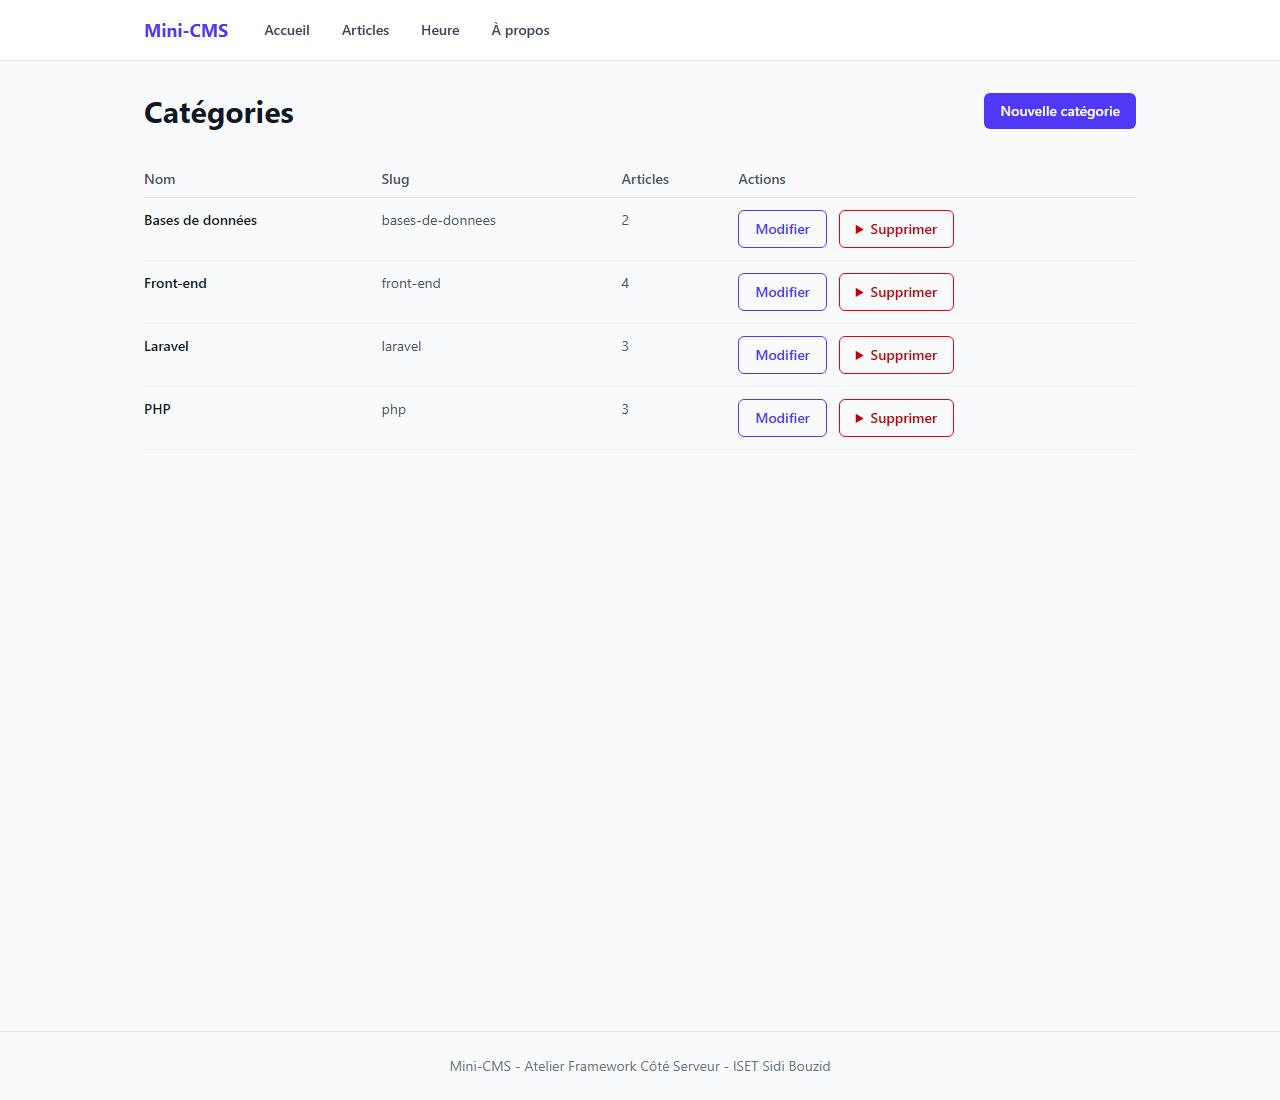 Mini-CMS Accueil Articles Heure À propos
Catégories
Nouvelle catégorie
Nom Slug Articles Actions
Bases de données bases-de-donnees 2 Modifier Supprimer
Front-end front-end 4 Modifier Supprimer
Laravel laravel 3 Modifier Supprimer
PHP php 3 Modifier Supprimer
Mini-CMS - Atelier Framework Côté Serveur - ISET Sidi Bouzid